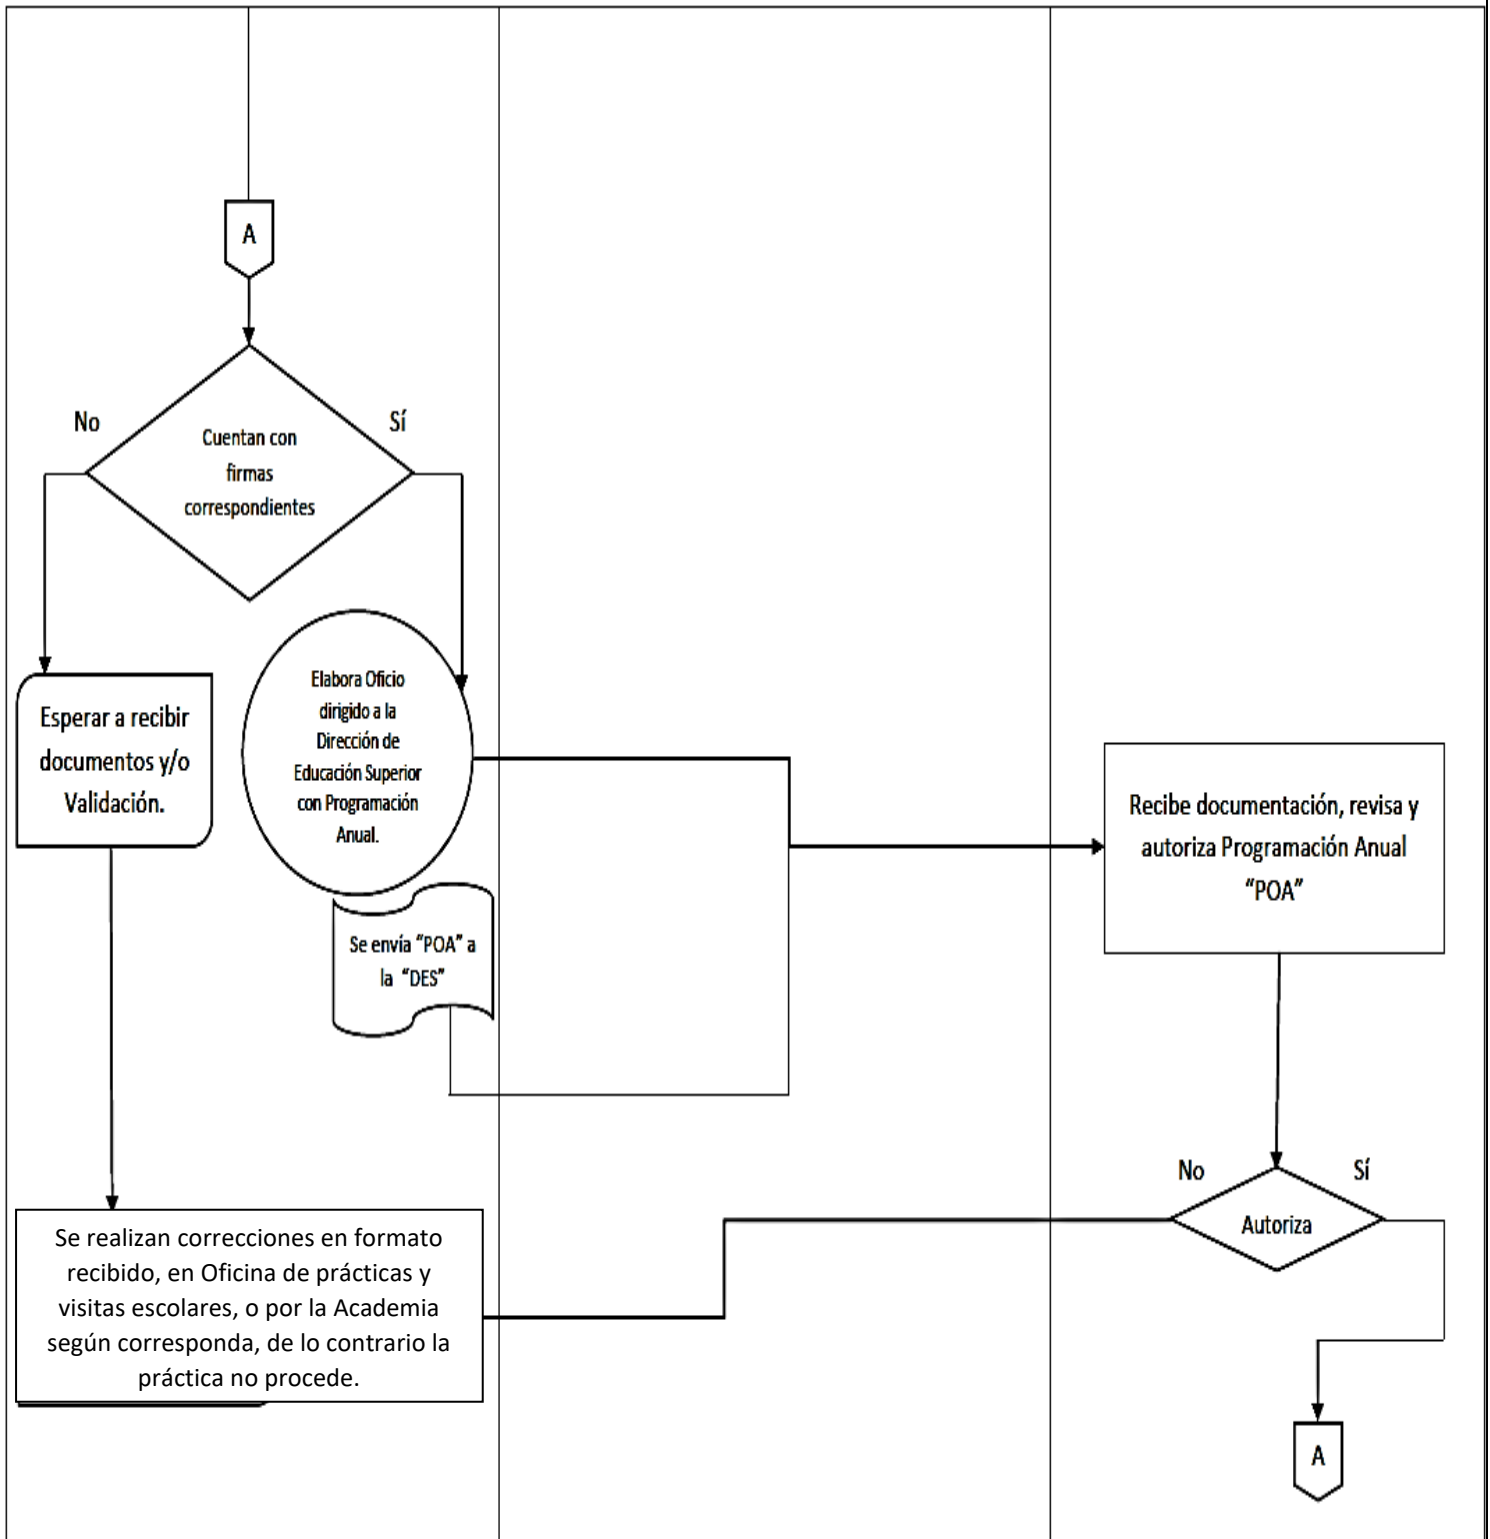 A
No
Sí
Cuentan con
firmas
correspondientes
Esperar a recibir
documentos y/o
Validación.
Elabora Oficio
dirigido a la
Dirección de
Educación Superior
con Programación
Anual.
Se envía “POA” a
la “DES”
Recibe documentación, revisa y
autoriza Programación Anual
“POA”
No
Sí
Autoriza
Se realizan correcciones en formato
recibido, en Oficina de prácticas y
visitas escolares, o por la Academia
según corresponda, de lo contrario la
práctica no procede.
A